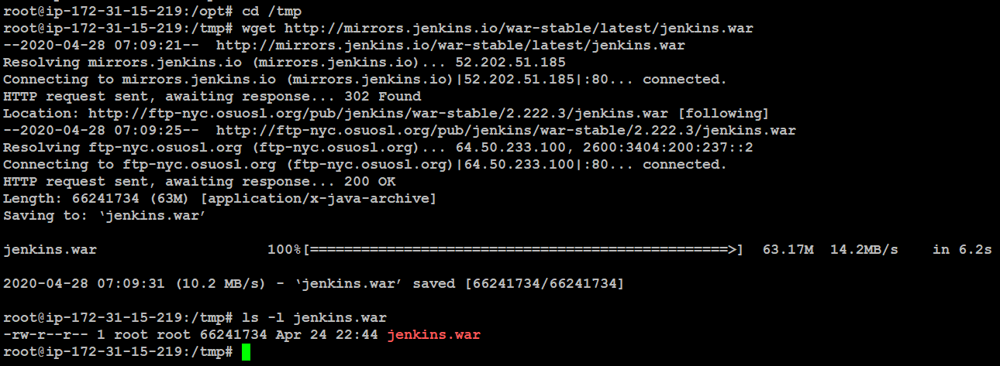 root@ip-172-31-15-219:/opt# cd /tmp
root@ip-172-31-15-219:/tmp# wget http://mirrors.jenkins.io/war-stable/latest/jenkins.war
--2020-04-28 07:09:21--  http://mirrors.jenkins.io/war-stable/latest/jenkins.war
Resolving mirrors.jenkins.io (mirrors.jenkins.io)... 52.202.51.185
Connecting to mirrors.jenkins.io (mirrors.jenkins.io)|52.202.51.185|:80... connected.
HTTP request sent, awaiting response... 302 Found
Location: http://ftp-nyc.osuosl.org/pub/jenkins/war-stable/2.222.3/jenkins.war [following]
--2020-04-28 07:09:25--  http://ftp-nyc.osuosl.org/pub/jenkins/war-stable/2.222.3/jenkins.war
Resolving ftp-nyc.osuosl.org (ftp-nyc.osuosl.org)... 64.50.233.100, 2600:3404:200:237::2
Connecting to ftp-nyc.osuosl.org (ftp-nyc.osuosl.org)|64.50.233.100|:80... connected.
HTTP request sent, awaiting response... 200 OK
Length: 66241734 (63M) [application/x-java-archive]
Saving to: ‘jenkins.war’
jenkins.war                    100%[=================================================>]  63.17M  14.2MB/s    in 6.2s
2020-04-28 07:09:31 (10.2 MB/s) - ‘jenkins.war’ saved [66241734/66241734]
root@ip-172-31-15-219:/tmp# ls -l jenkins.war
-rw-r--r-- 1 root root 66241734 Apr 24 22:44 jenkins.war
root@ip-172-31-15-219:/tmp#